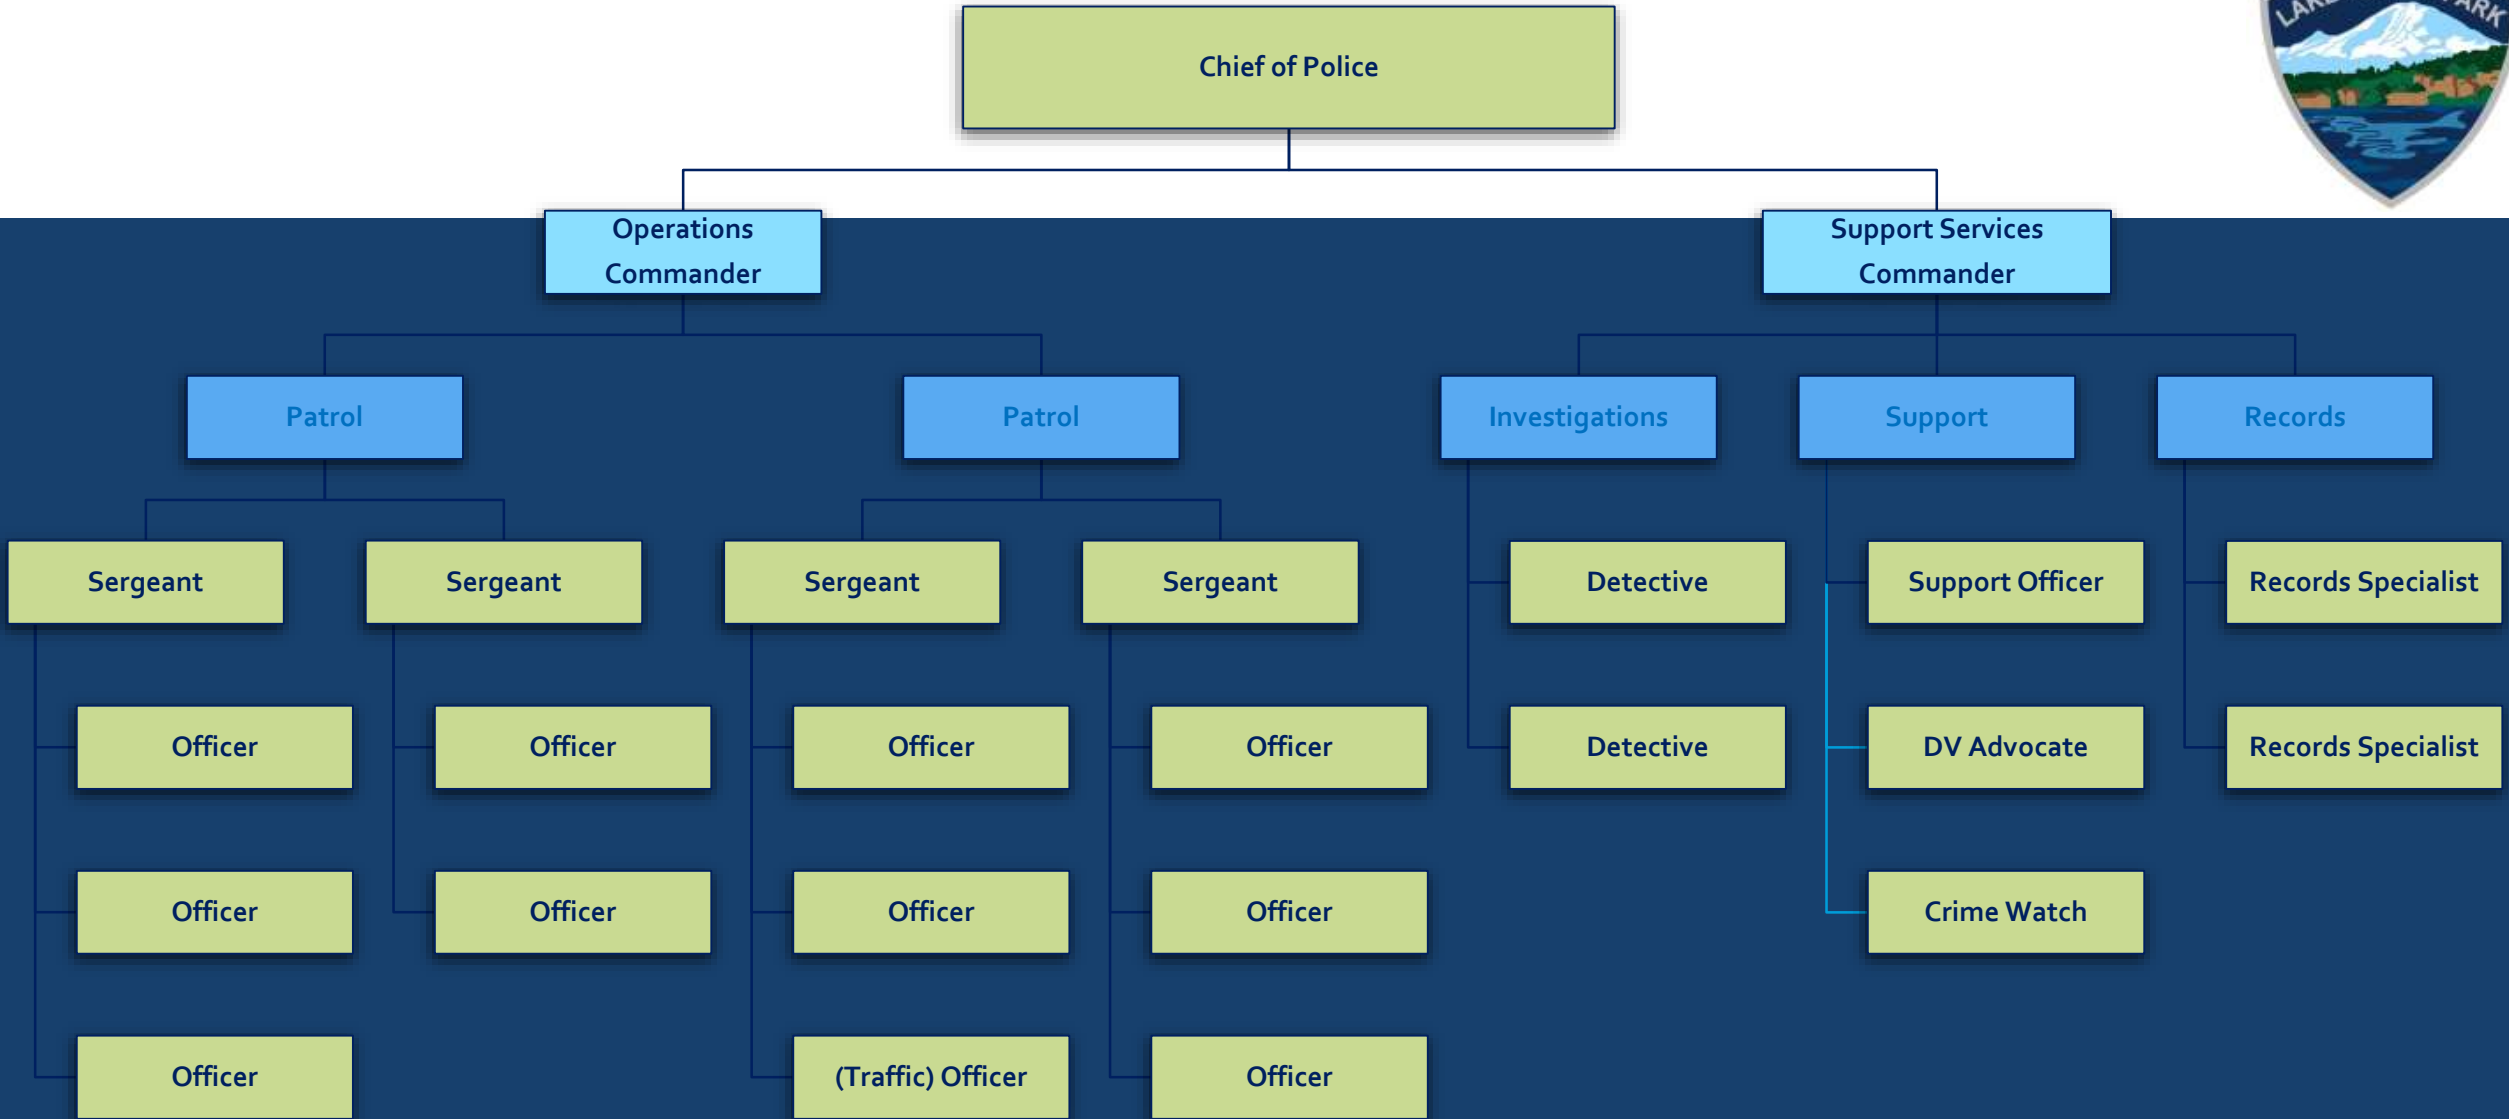 LAKE
PARK
Chief of Police
Operations
Commander
Support Services
Commander
Patrol
Patrol
Investigations
Support
Records
Sergeant
Sergeant
Sergeant
Sergeant
Detective
Support Officer
Records Specialist
Officer
Officer
Officer
Officer
Detective
DV Advocate
Records Specialist
Officer
Officer
Officer
Officer
Crime Watch
Officer
(Traffic) Officer
Officer